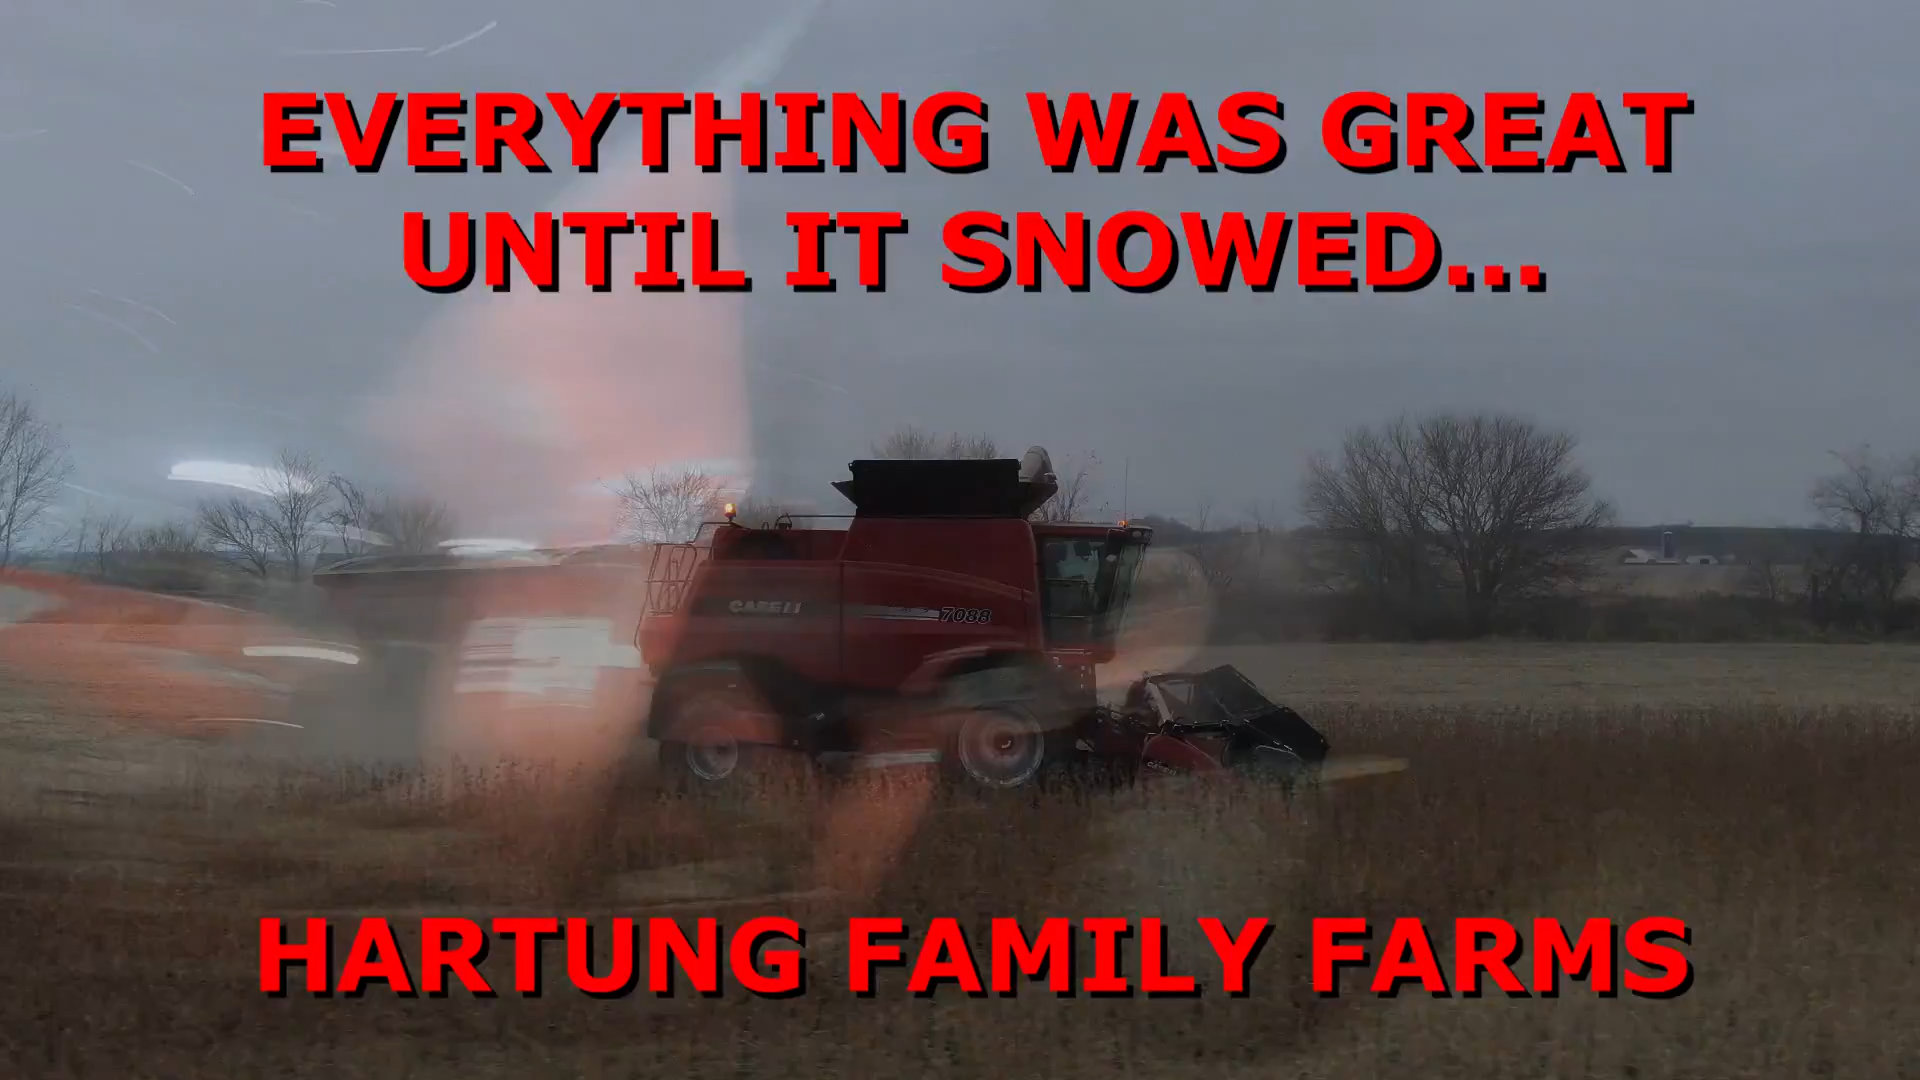 EVERYTHING WAS GREAT
UNTIL IT SNOWED...
CASE IH
7088
HARTUNG FAMILY FARMS